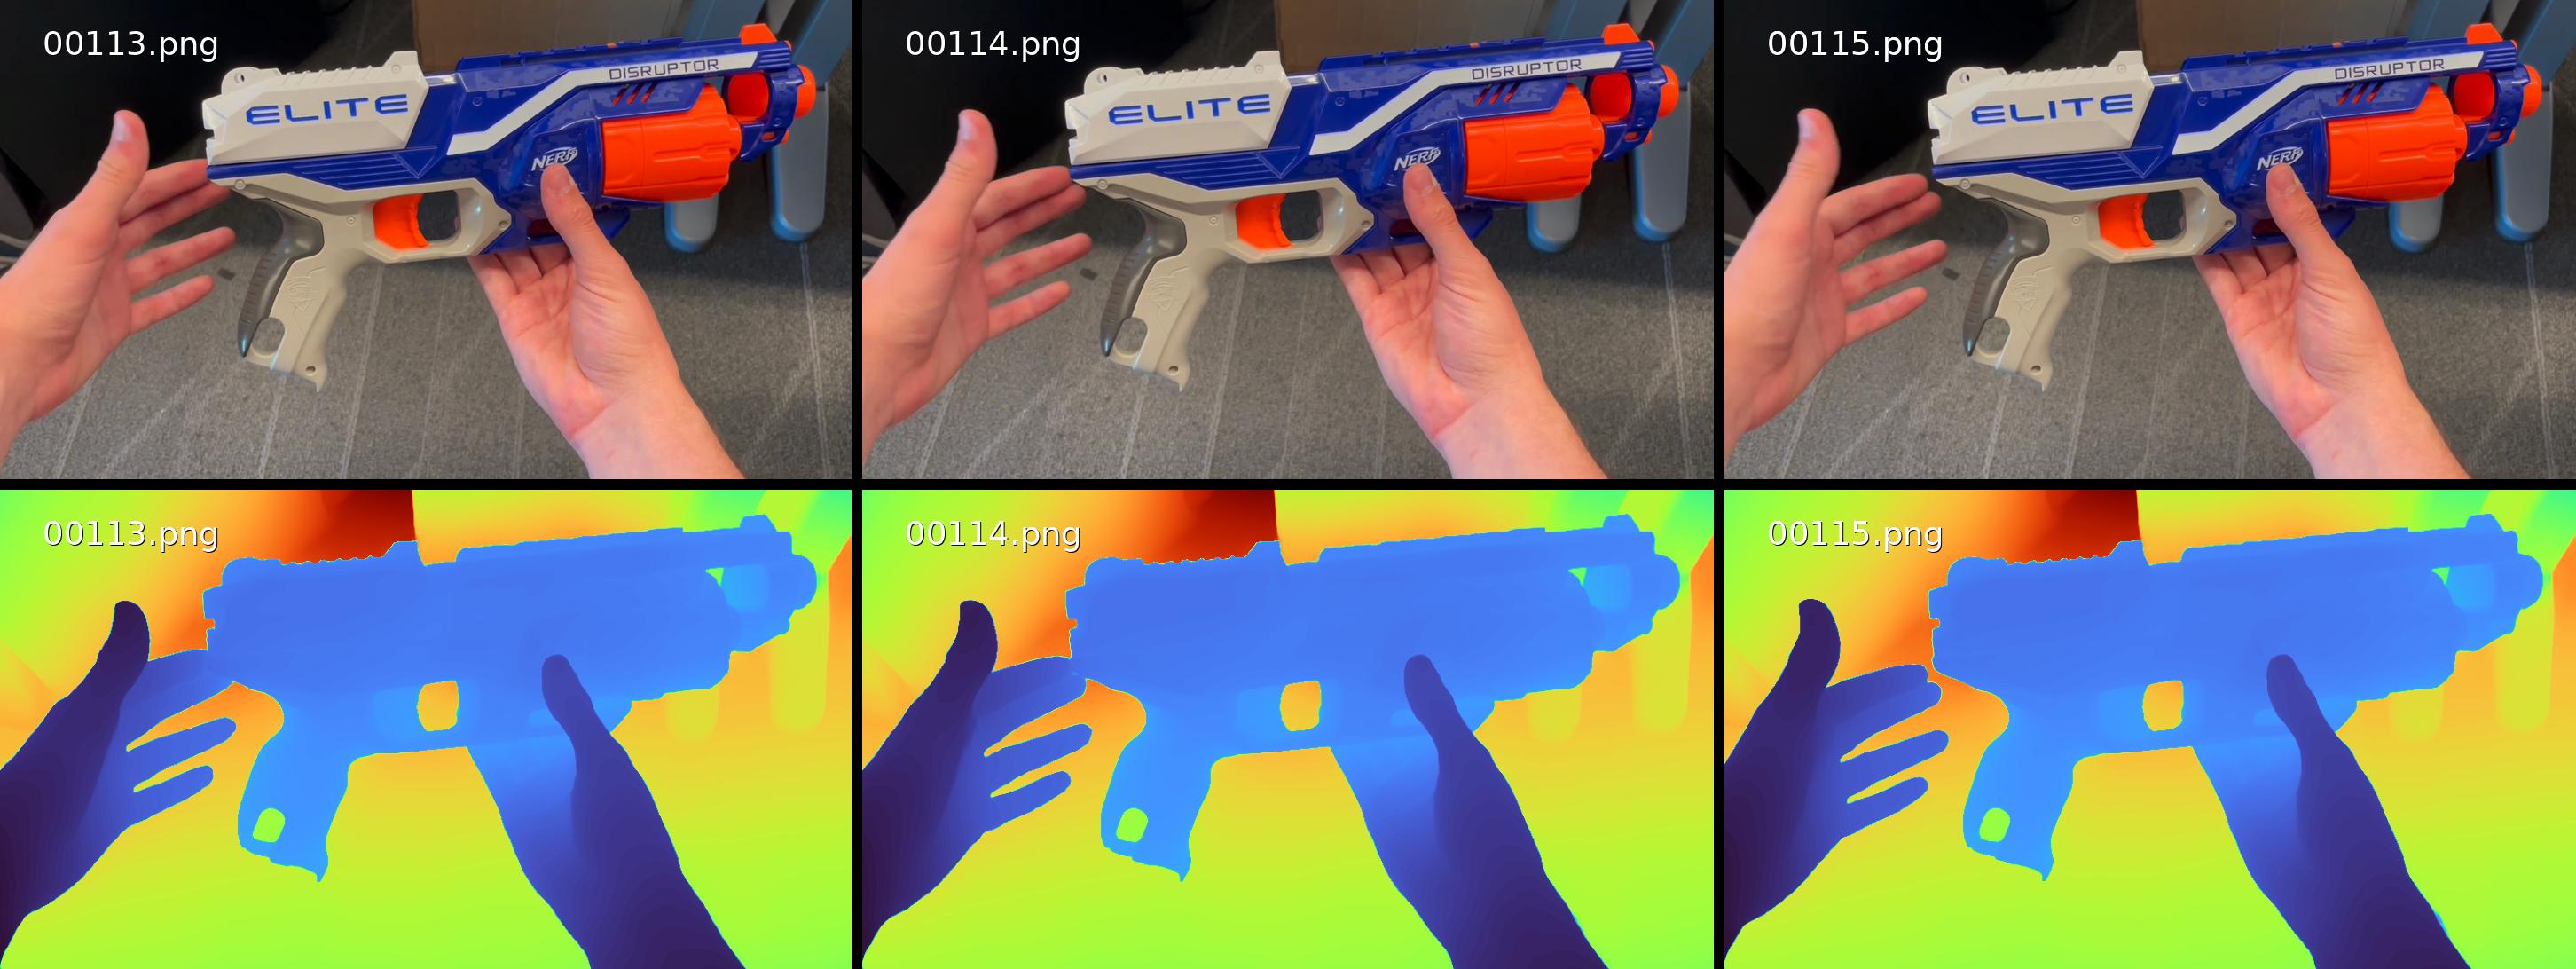 00113.png
ELITE
DISRUPTOR
NERF
00114.png
ELITE
DISRUPTOR
NERF
00115.png
ELITE
DISRUPTOR
NERF
00113.png
00114.png
00115.png